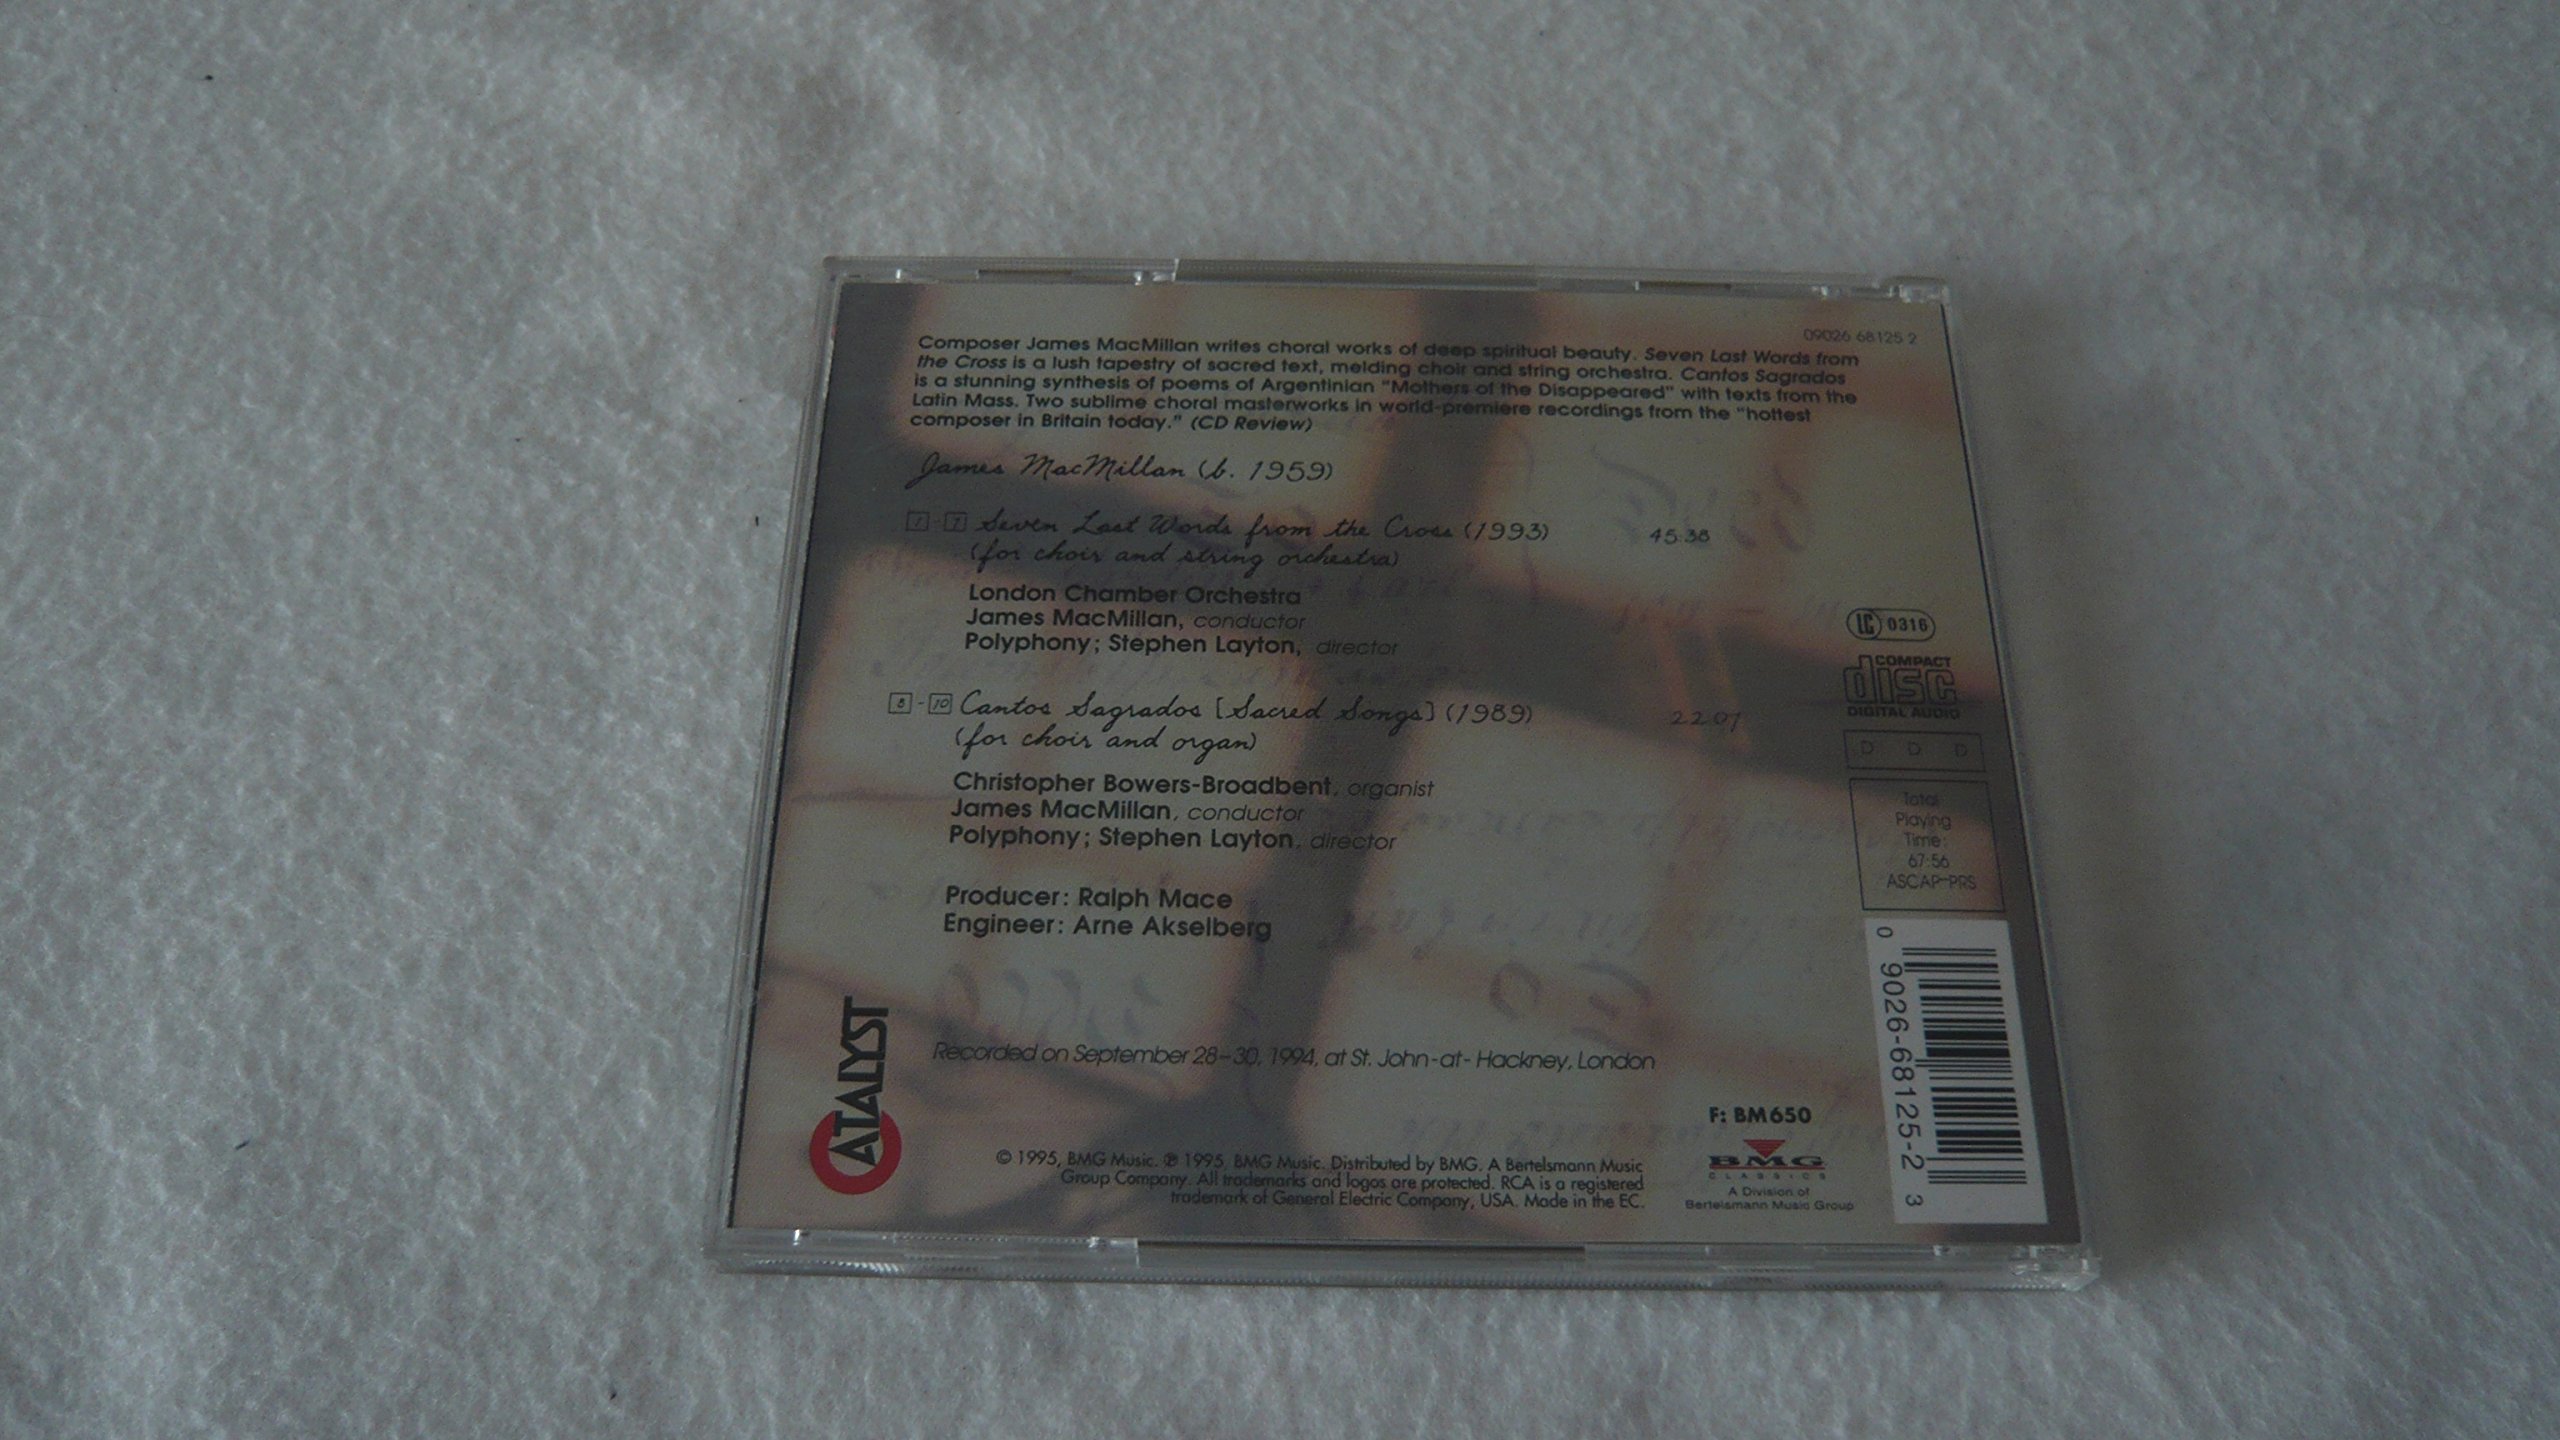 09026 68125 2
Composer James MacMillan writes choral works of deep spiritual beauty. Seven Last Words from
the Cross is a lush tapestry of sacred text, melding choir and string orchestra. Cantos Sagrados
is a stunning synthesis of poems of Argentinian "Mothers of the Disappeared" with texts from the
Latin Mass. Two sublime choral masterworks in world-premiere recordings from the "hottest
composer in Britain today." (CD Review)
James MacMillan (b. 1959)
1 - 7 Seven Last Words from the Cross (1993) 45:38
(for choir and string orchestra)
London Chamber Orchestra
James MacMillan, conductor
Polyphony; Stephen Layton, director
8 - 10 Cantos Sagrados [Sacred Songs] (1989) 22:07
(for choir and organ)
Christopher Bowers-Broadbent, organist
James MacMillan, conductor
Polyphony; Stephen Layton, director
Producer: Ralph Mace
Engineer: Arne Akselberg
Recorded on September 28-30, 1994, at St. John-at-Hackney, London
CATALYST
© 1995, BMG Music. ℗ 1995, BMG Music. Distributed by BMG. A Bertelsmann Music
Group Company. All trademarks and logos are protected. RCA is a registered
trademark of General Electric Company, USA. Made in the EC.
LC 0316
COMPACT
disc
DIGITAL AUDIO
D D D
Total
Playing
Time:
67:56
ASCAP-PRS
F: BM650
BMG
CLASSICS
A Division of
Bertelsmann Music Group
0 9026-68125-2 3